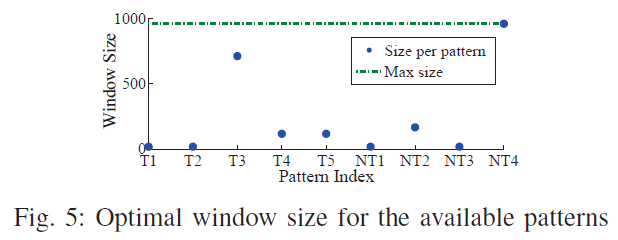 1000
500
0
Window Size
Size per pattern
Max size
T1 T2 T3 T4 T5 NT1 NT2 NT3 NT4
Pattern Index
Fig. 5: Optimal window size for the available patterns